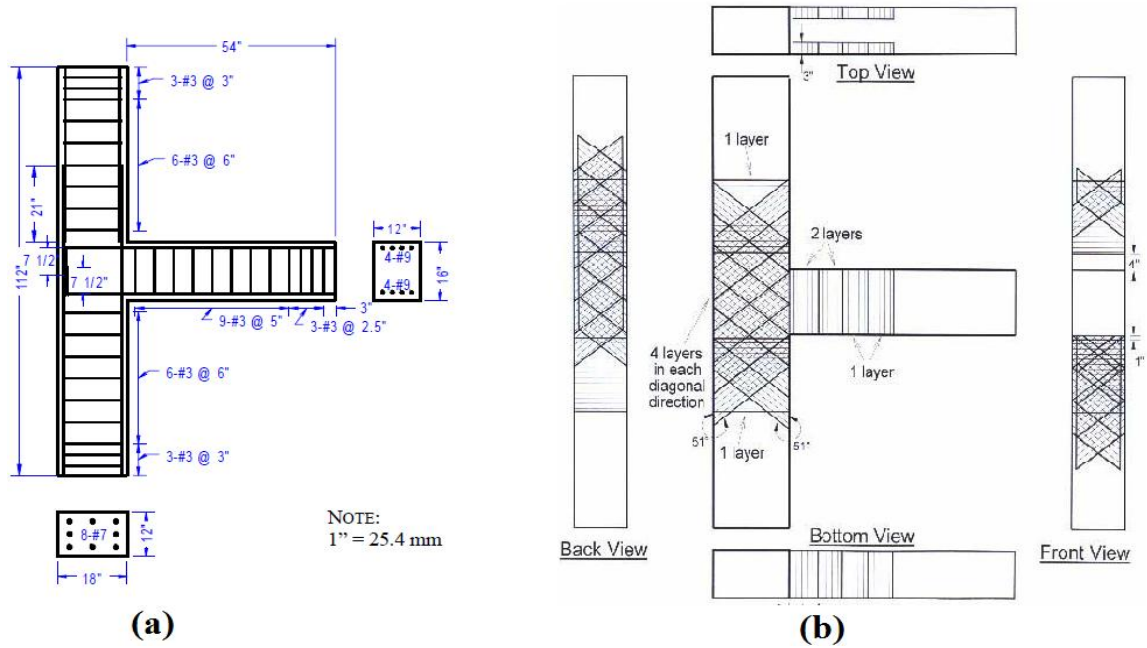 54"
3-#3 @ 3"
6-#3 @ 6"
21"
112"
7 1/2"
7 1/2"
12"
4-#9
4-#9
16"
3"
9-#3 @ 5"
3-#3 @ 2.5"
6-#3 @ 6"
3-#3 @ 3"
8-#7
12"
18"
NOTE:
1" = 25.4 mm
(a)
3"
Top View
1 layer
2 layers
4 layers
in each
diagonal
direction
1 layer
51°
1 layer
51°
4"
1"
Back View
Bottom View
Front View
(b)